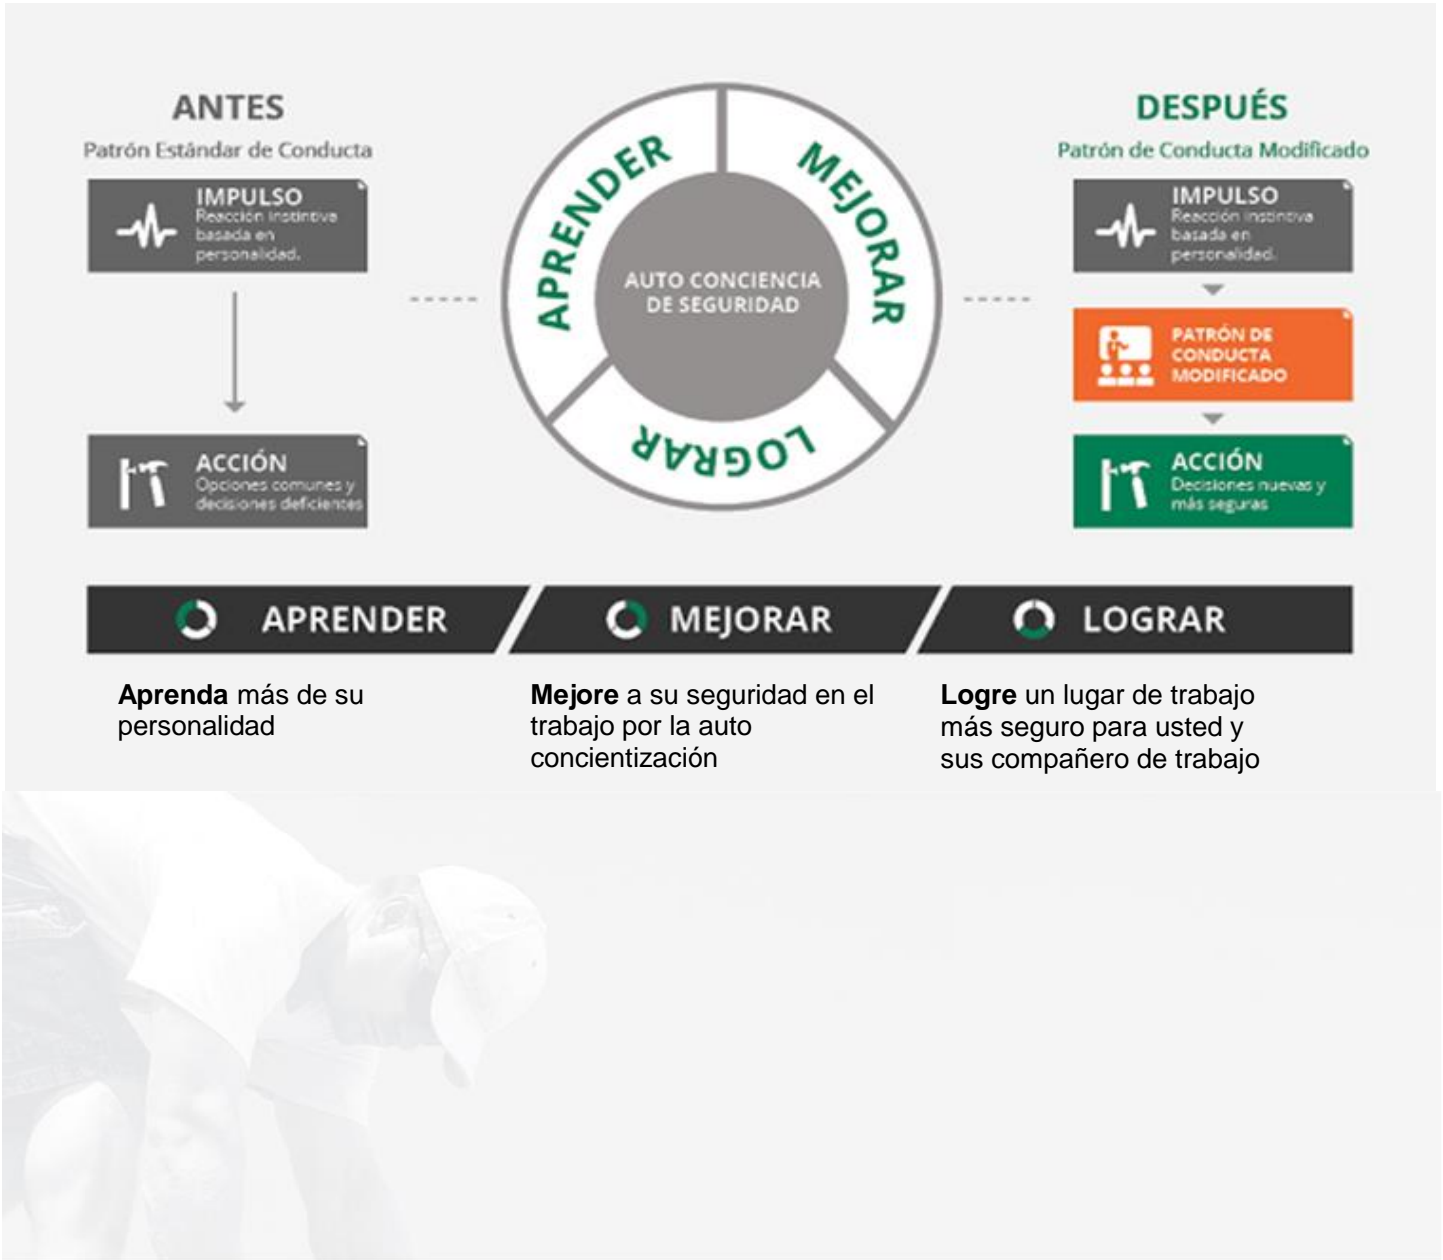 ANTES
Patrón Estándar de Conducta
IMPULSO
Reacción instintiva
basada en
personalidad.
ACCIÓN
Opciones comunes y
decisiones deficientes
APRENDER
MEJORAR
LOGRAR
AUTO CONCIENCIA
DE SEGURIDAD
DESPUÉS
Patrón de Conducta Modificado
IMPULSO
Reacción instintiva
basada en
personalidad.
PATRÓN DE
CONDUCTA
MODIFICADO
ACCIÓN
Decisiones nuevas y
más seguras
APRENDER
MEJORAR
LOGRAR
Aprenda más de su
personalidad
Mejore a su seguridad en el
trabajo por la auto
concientización
Logre un lugar de trabajo
más seguro para usted y
sus compañero de trabajo